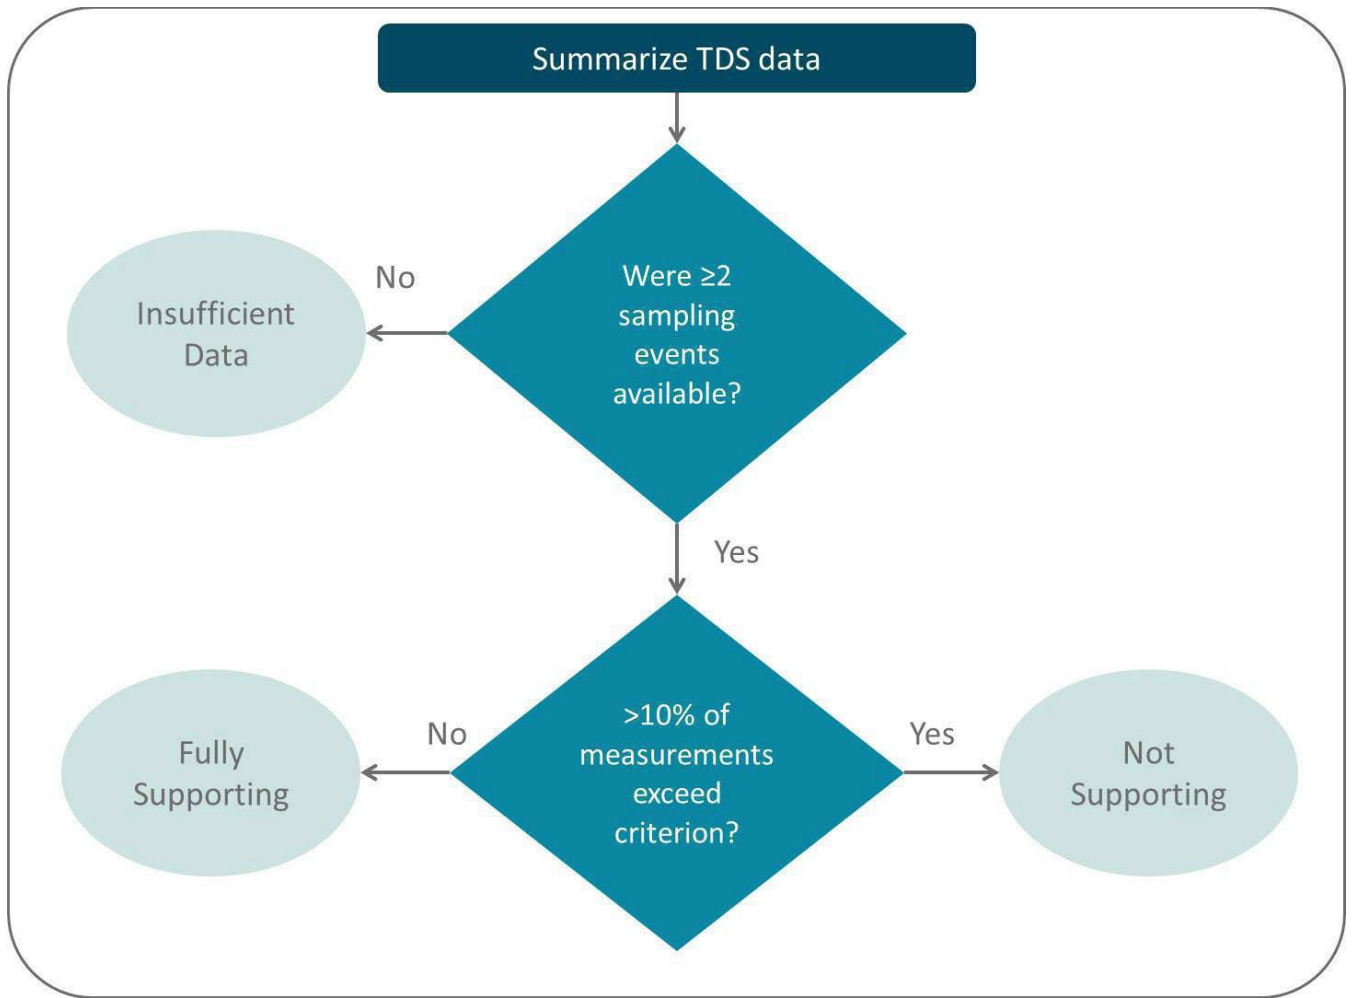 Summarize TDS data
Were ≥2
sampling
events
available?
No
Insufficient
Data
Yes
>10% of
measurements
exceed
criterion?
No
Fully
Supporting
Yes
Not
Supporting